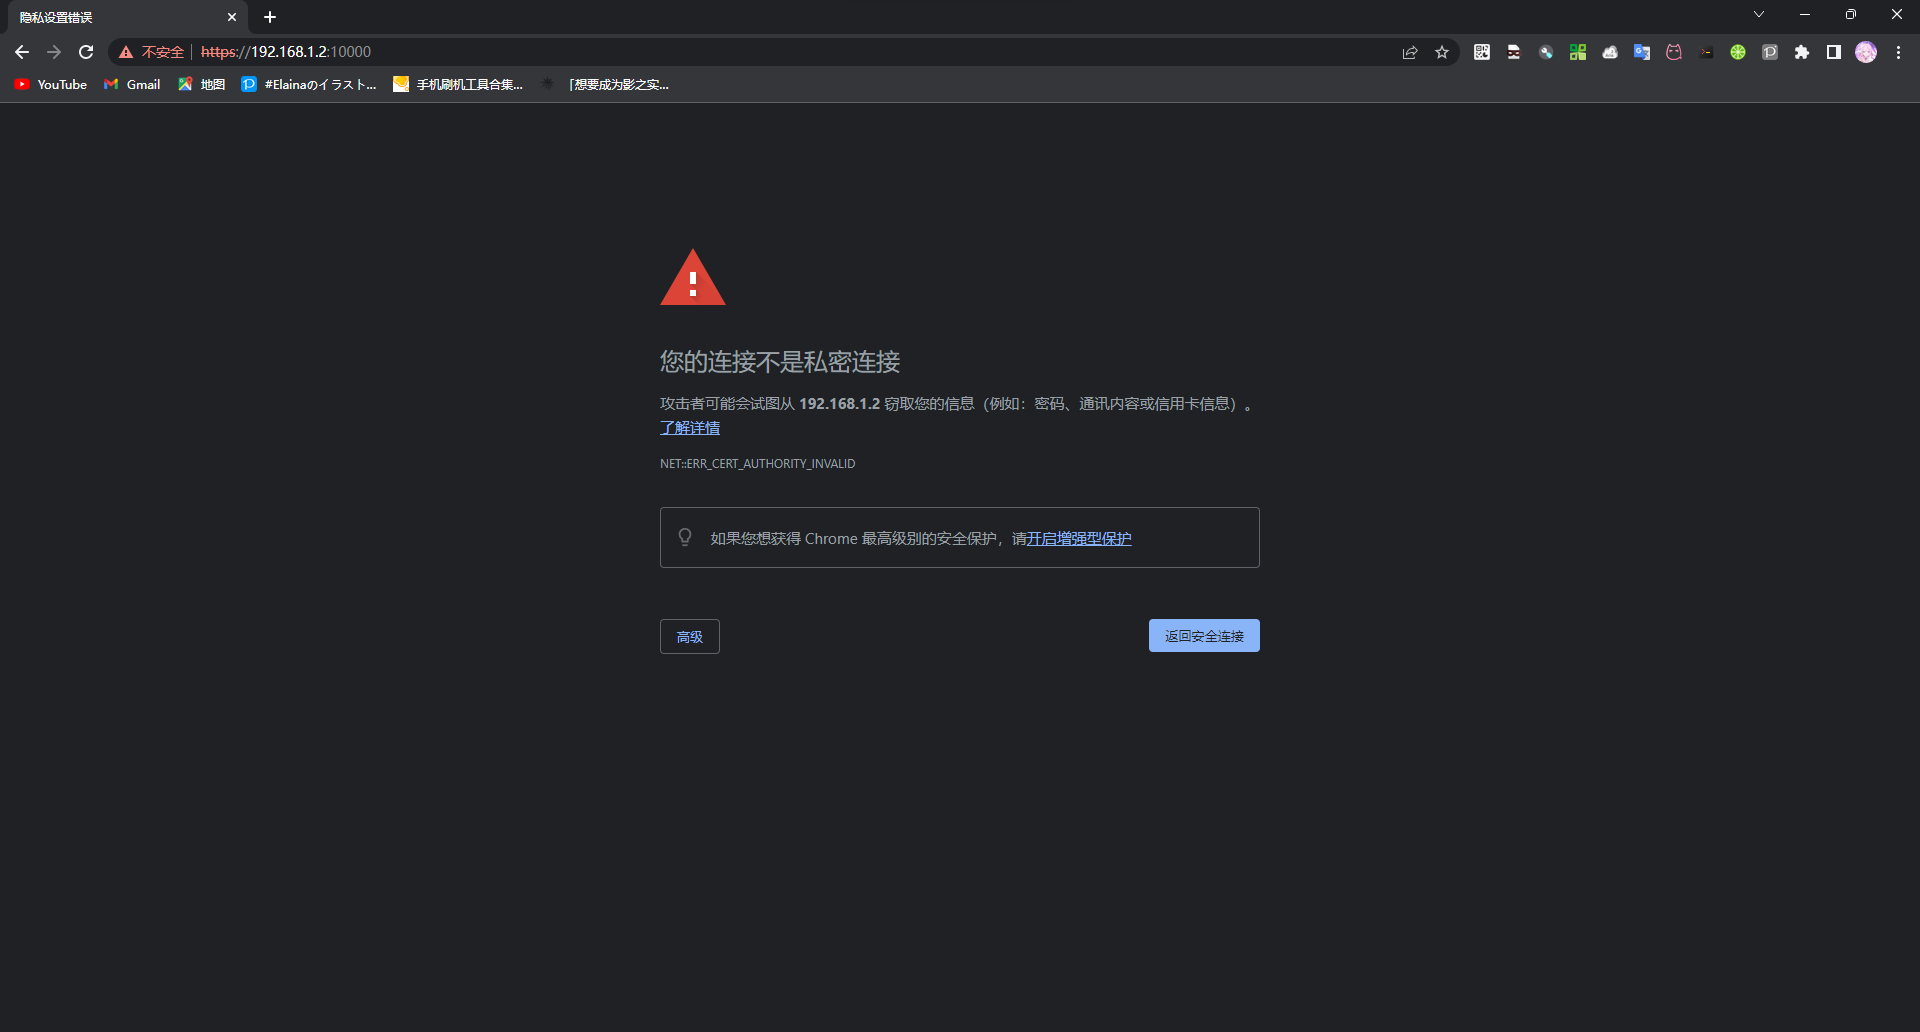 隐私设置错误
不安全 https://192.168.1.2:10000
YouTube Gmail 地图 #Elainaのイラスト... 手机刷机工具合集... 「想要成为影之实...
您的连接不是私密连接
攻击者可能会试图从 192.168.1.2 窃取您的信息（例如：密码、通讯内容或信用卡信息）。
了解详情
NET::ERR_CERT_AUTHORITY_INVALID
如果您想获得 Chrome 最高级别的安全保护，请开启增强型保护
高级 返回安全连接